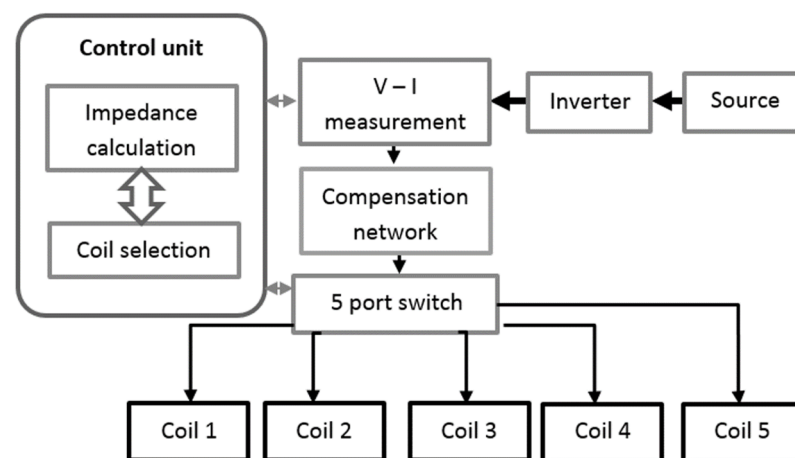 Control unit
Impedance
calculation
Coil selection
V – I
measurement
Inverter
Source
Compensation
network
5 port switch
Coil 1
Coil 2
Coil 3
Coil 4
Coil 5